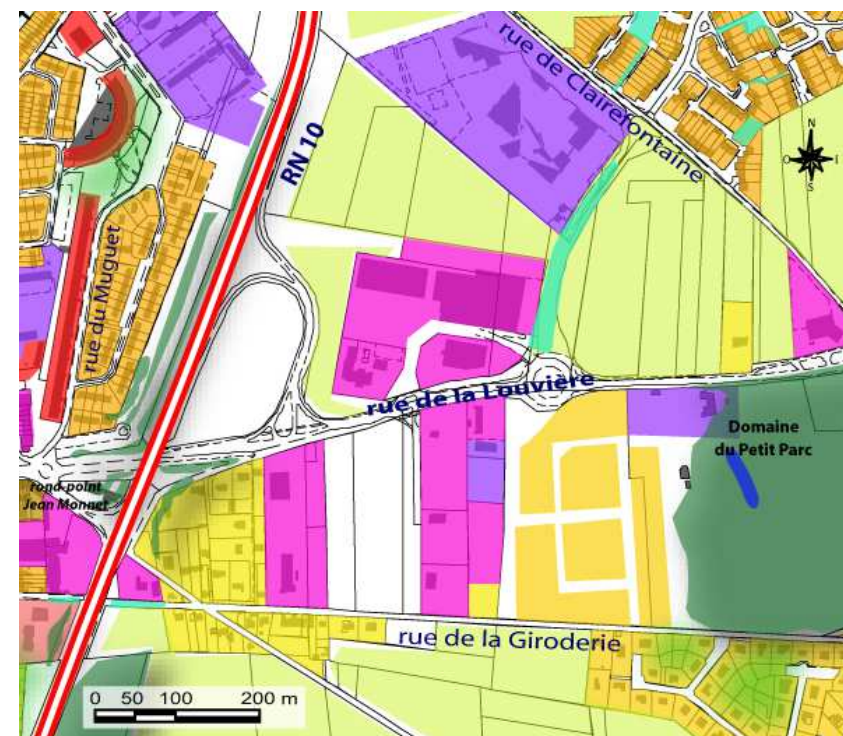 rue de Clairefontaine
RN 10
N
O
I
S
rue du Muguet
rue de la Louvière
Domaine
du Petit Parc
rond-point
Jean Monnet
rue de la Giroderie
0 50 100 200 m